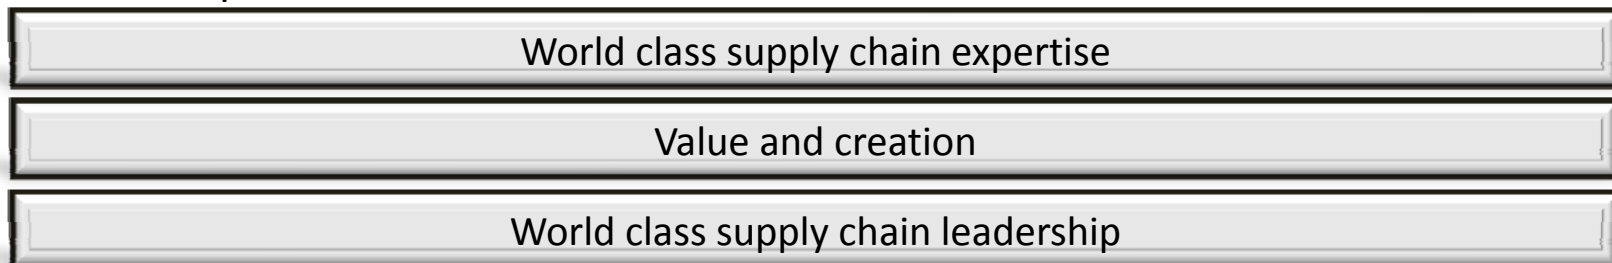 World class supply chain expertise
Value and creation
World class supply chain leadership